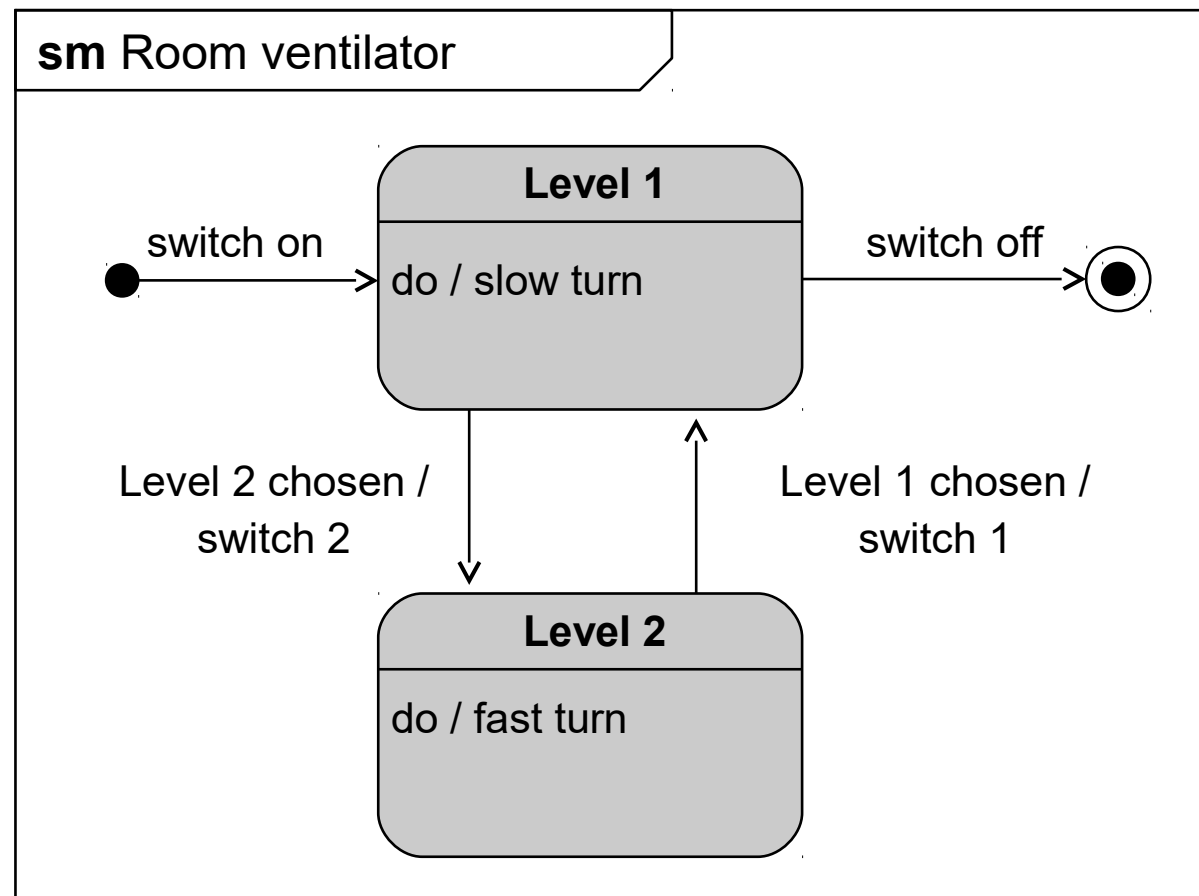 sm Room ventilator
Level 1
switch on
switch off
do / slow turn
Level 2 chosen /
switch 2
Level 1 chosen /
switch 1
Level 2
do / fast turn